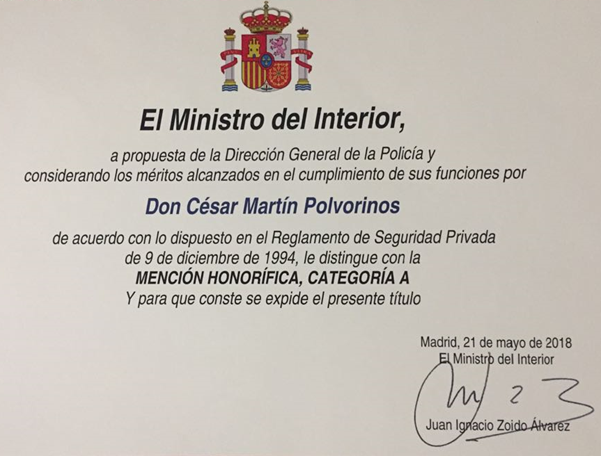 El Ministro del Interior,
a propuesta de la Dirección General de la Policía y
considerando los méritos alcanzados en el cumplimiento de sus funciones por
Don César Martín Polvorinos
de acuerdo con lo dispuesto en el Reglamento de Seguridad Privada
de 9 de diciembre de 1994, le distingue con la
MENCIÓN HONORÍFICA, CATEGORÍA A
Y para que conste se expide el presente título
Madrid, 21 de mayo de 2018
El Ministro del Interior
Juan Ignacio Zoido Álvarez